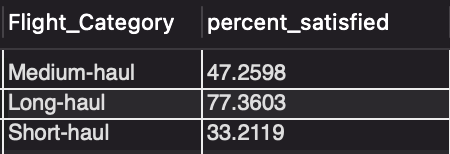 Flight_Category percent_satisfied
Medium-haul 47.2598
Long-haul 77.3603
Short-haul 33.2119